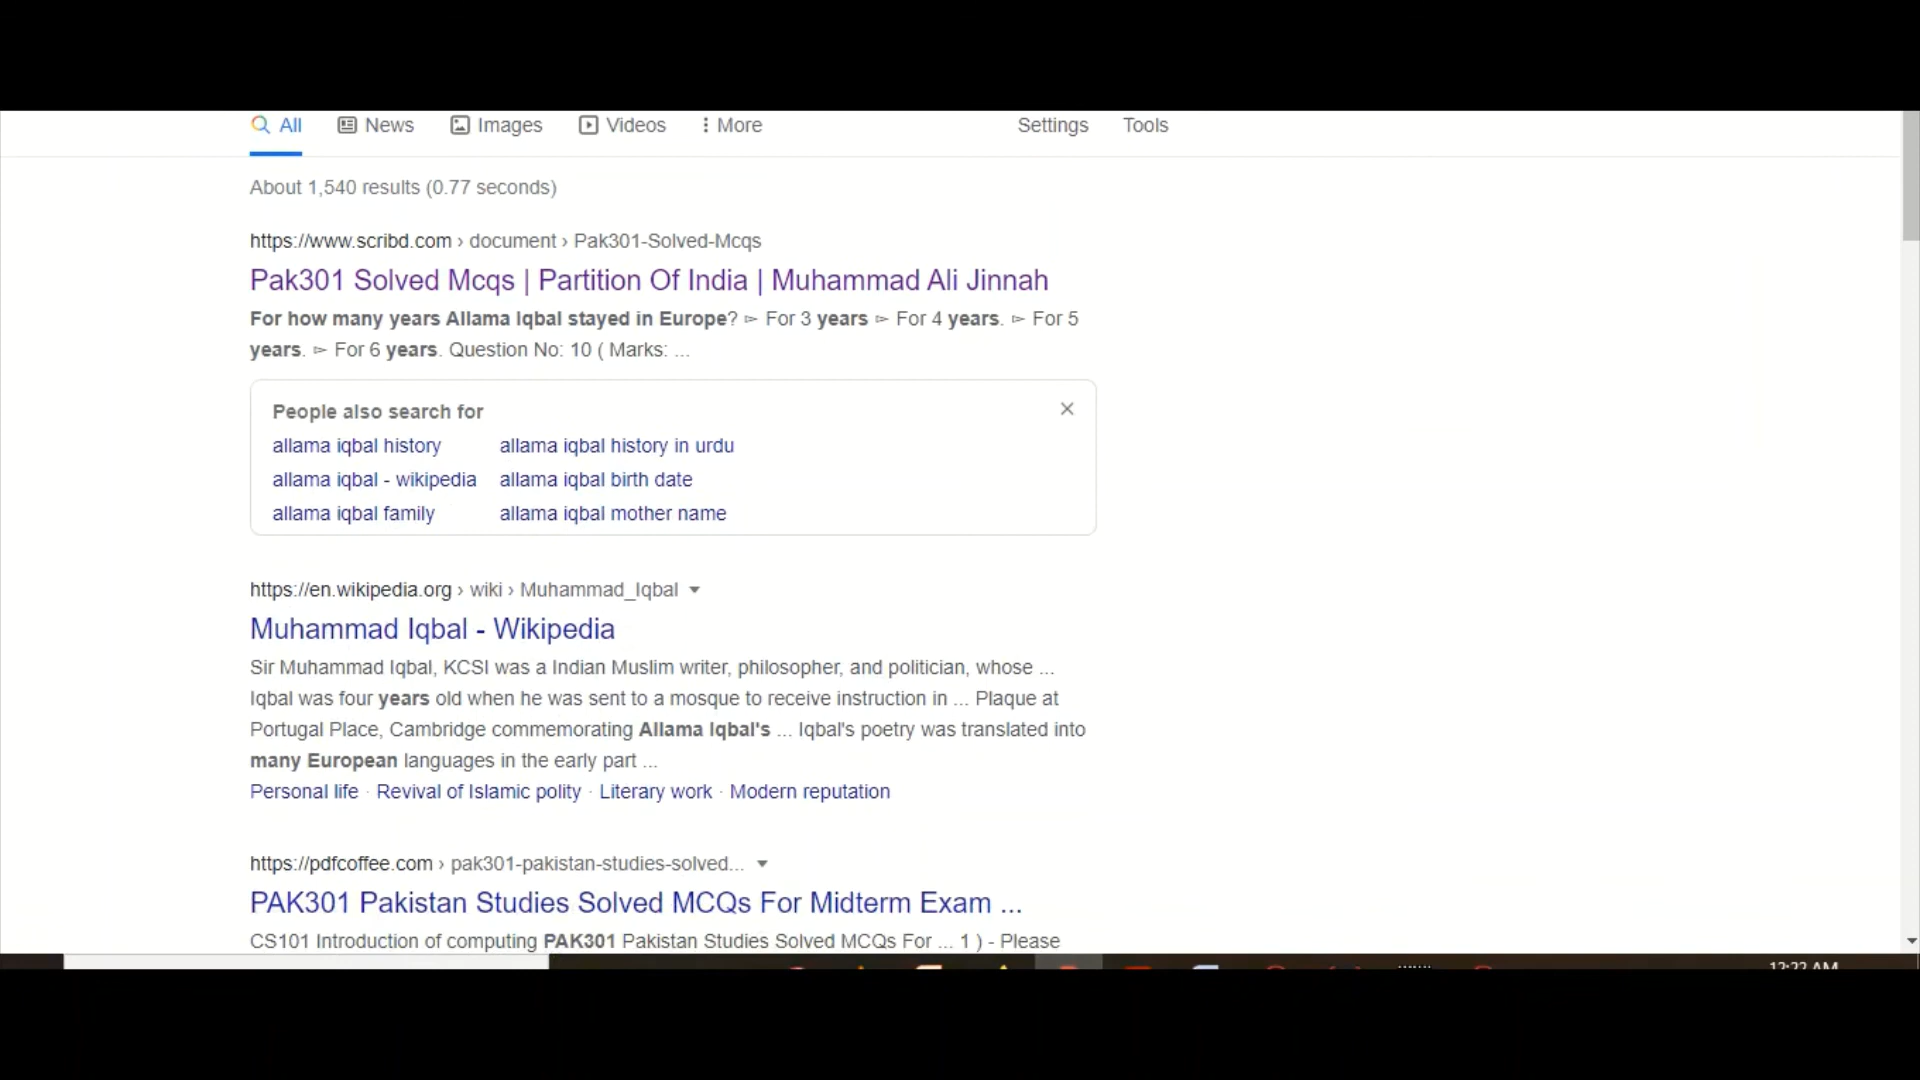 All News Images Videos More Settings Tools
About 1,540 results (0.77 seconds)
https://www.scribd.com › document › Pak301-Solved-Mcqs
Pak301 Solved Mcqs | Partition Of India | Muhammad Ali Jinnah
For how many years Allama Iqbal stayed in Europe? ⊳ For 3 years ⊳ For 4 years. ⊳ For 5
years. ⊳ For 6 years. Question No: 10 ( Marks: ...
People also search for
allama iqbal history allama iqbal history in urdu
allama iqbal - wikipedia allama iqbal birth date
allama iqbal family allama iqbal mother name
https://en.wikipedia.org › wiki › Muhammad_Iqbal
Muhammad Iqbal - Wikipedia
Sir Muhammad Iqbal, KCSI was a Indian Muslim writer, philosopher, and politician, whose ...
Iqbal was four years old when he was sent to a mosque to receive instruction in ... Plaque at
Portugal Place, Cambridge commemorating Allama Iqbal's ... Iqbal's poetry was translated into
many European languages in the early part ...
Personal life · Revival of Islamic polity · Literary work · Modern reputation
https://pdfcoffee.com › pak301-pakistan-studies-solved...
PAK301 Pakistan Studies Solved MCQs For Midterm Exam ...
CS101 Introduction of computing PAK301 Pakistan Studies Solved MCQs For ... 1 ) - Please
12:22 AM